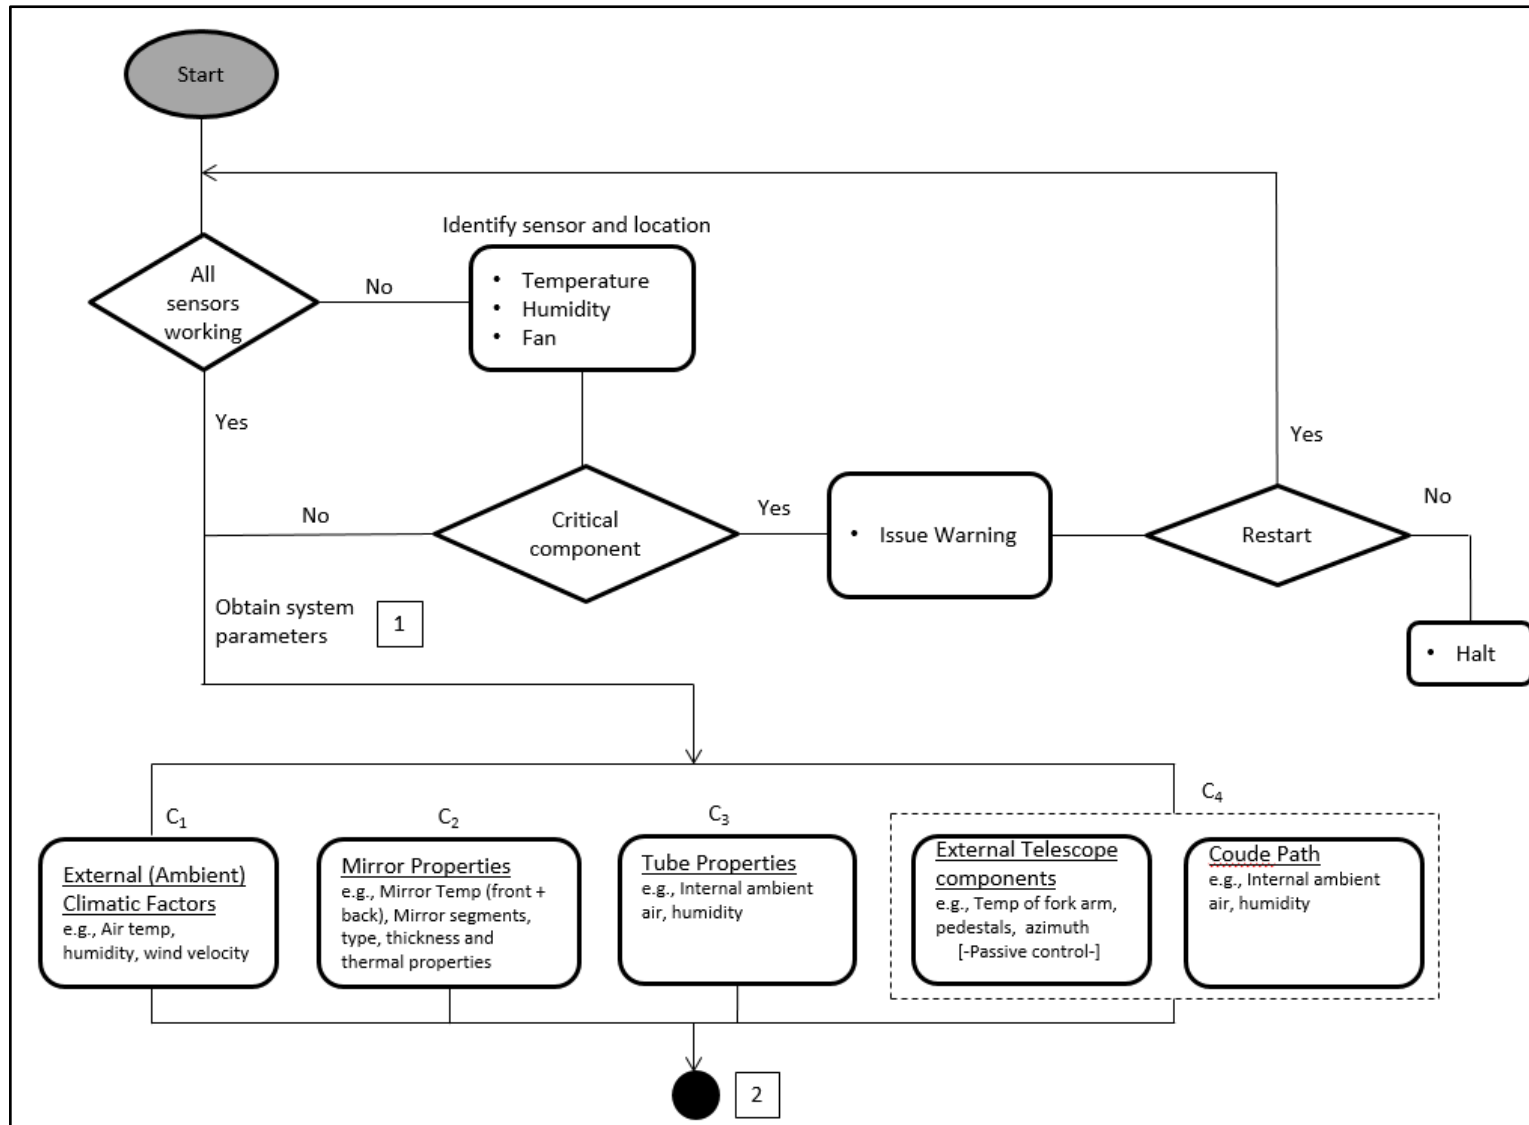 Start
Identify sensor and location
All
sensors
working
No
• Temperature
• Humidity
• Fan
Yes
Yes
No
No
Critical
component
Yes
• Issue Warning
Restart
Obtain system
parameters
1
• Halt
C₁
C₂
C₃
C₄
External (Ambient)
Climatic Factors
e.g., Air temp,
humidity, wind velocity
Mirror Properties
e.g., Mirror Temp (front +
back), Mirror segments,
type, thickness and
thermal properties
Tube Properties
e.g., Internal ambient
air, humidity
External Telescope
components
e.g., Temp of fork arm,
pedestals, azimuth
[-Passive control-]
Coude Path
e.g., Internal ambient
air, humidity
2